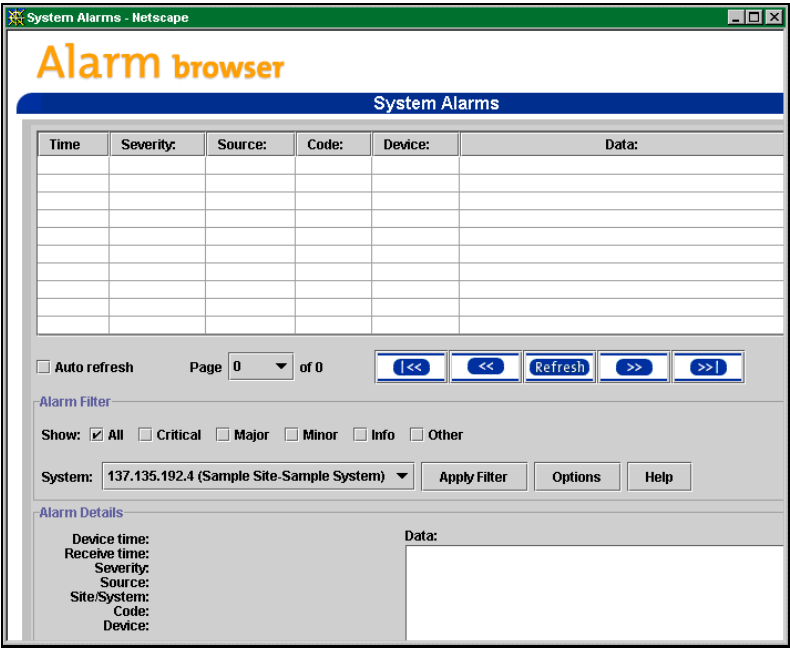 System Alarms - Netscape
Alarm browser
System Alarms
Time Severity: Source: Code: Device: Data:
Auto refresh Page 0 of 0 |<< << Refresh >> >>|
Alarm Filter
Show: All Critical Major Minor Info Other
System: 137.135.192.4 (Sample Site-Sample System) Apply Filter Options Help
Alarm Details
Device time: Data:
Receive time:
Severity:
Source:
Site/System:
Code:
Device: